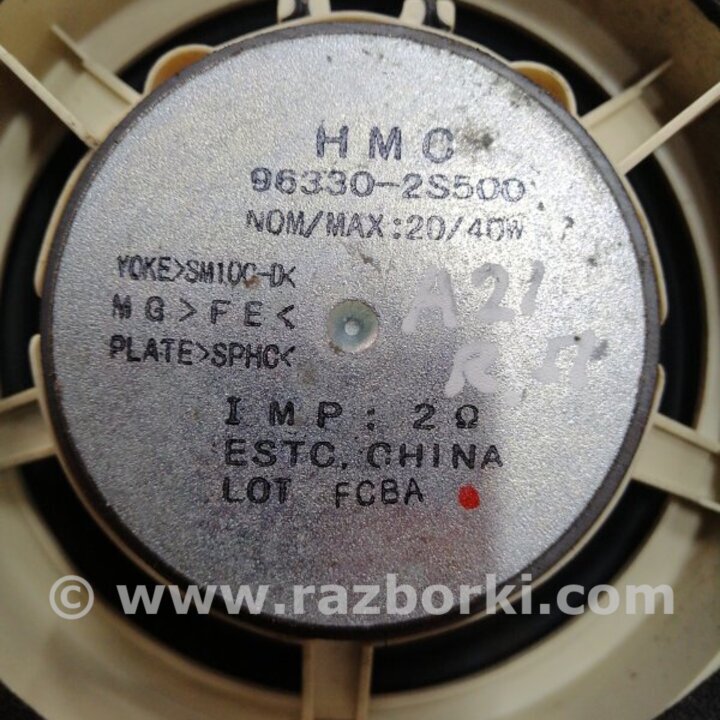 HMC
96330-2S500
NOM/MAX:20/40W
YOKE>SM10C-D<
MG>FE<
PLATE>SPHC<
A21
IMP: 2Ω
ESTC. CHINA
LOT FCBA
© www.razborki.com